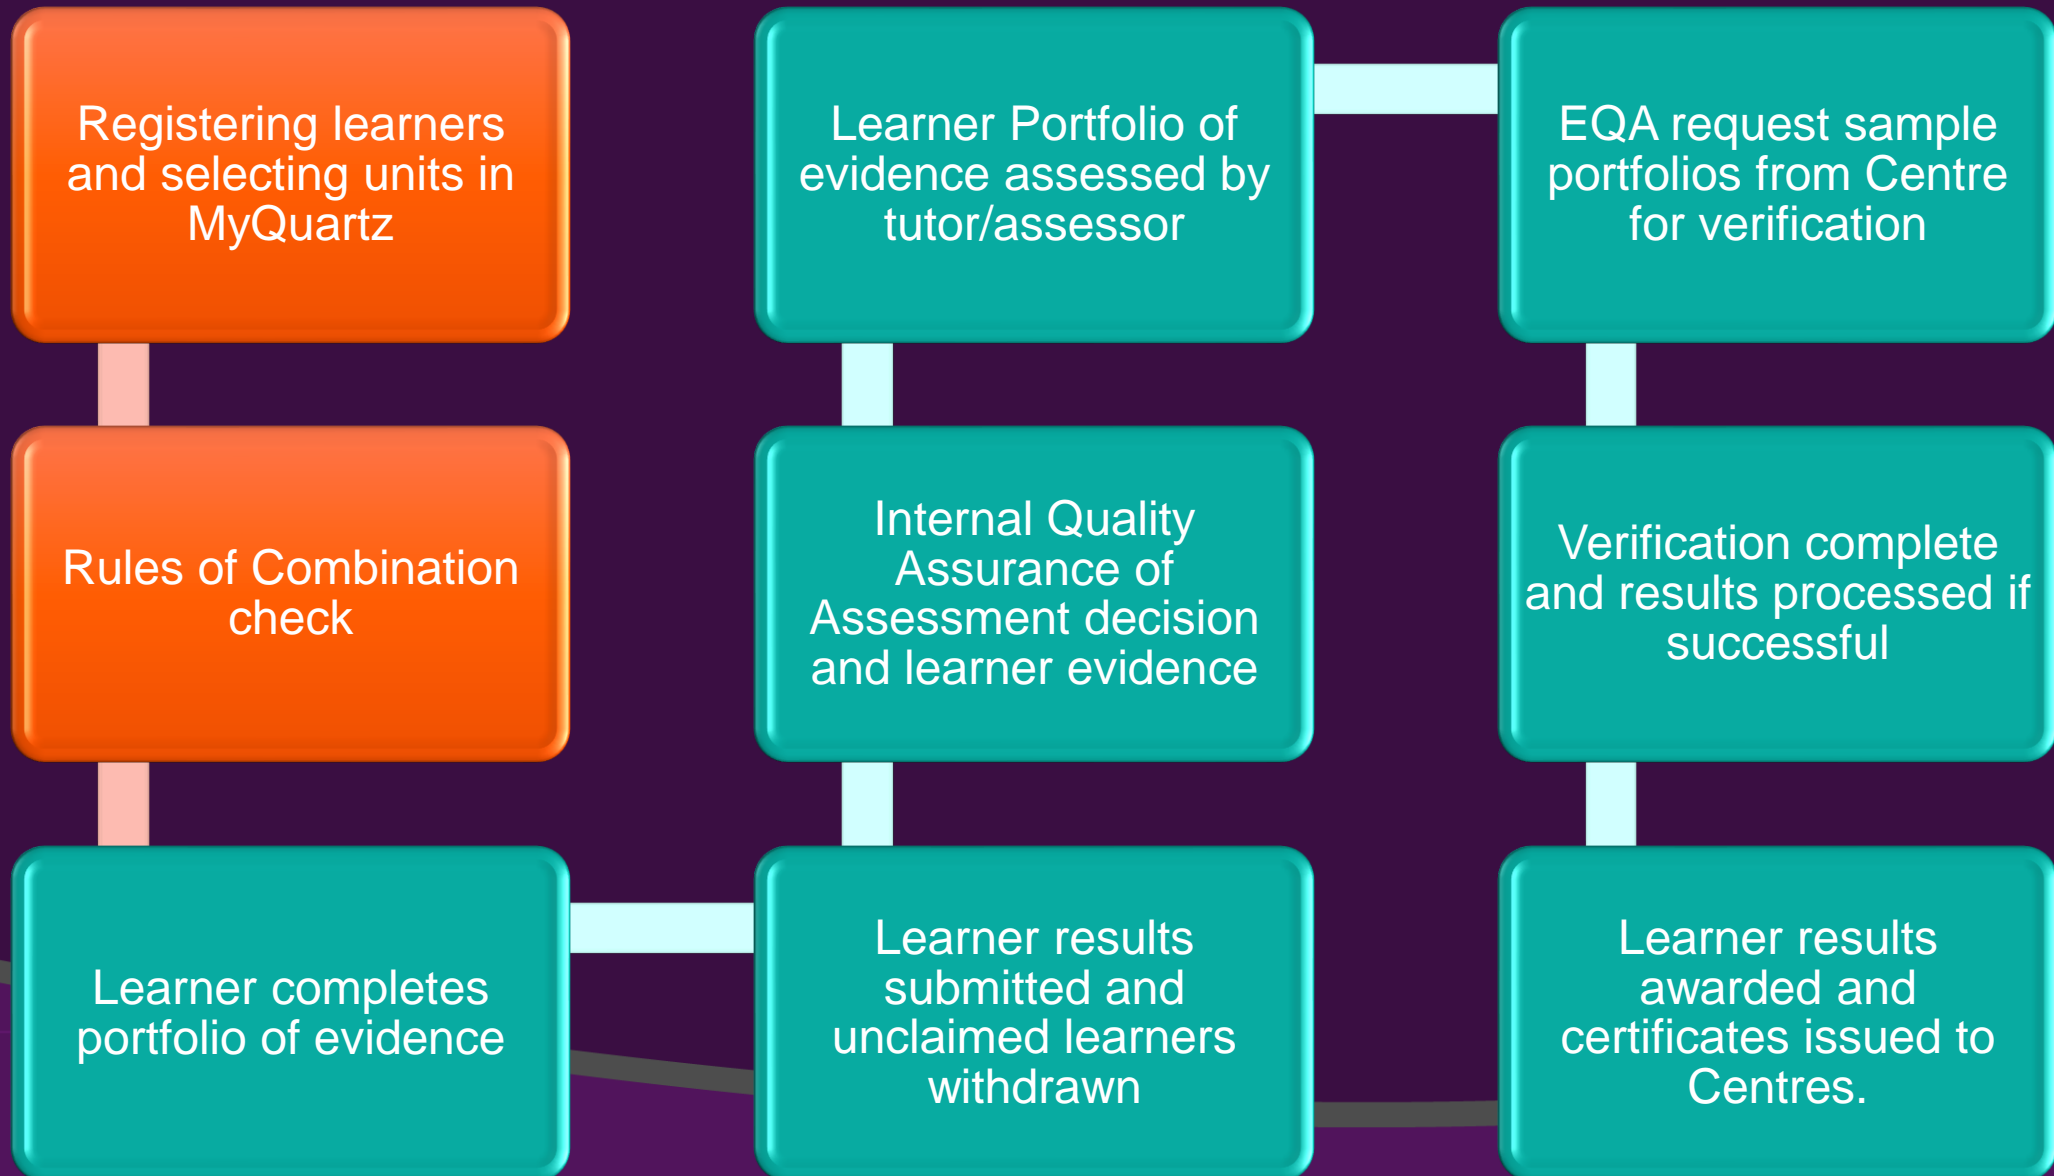 Registering learners
and selecting units in
MyQuartz
Rules of Combination
check
Learner completes
portfolio of evidence
Learner results
submitted and
unclaimed learners
withdrawn
Internal Quality
Assurance of
Assessment decision
and learner evidence
Learner Portfolio of
evidence assessed by
tutor/assessor
EQA request sample
portfolios from Centre
for verification
Verification complete
and results processed if
successful
Learner results
awarded and
certificates issued to
Centres.